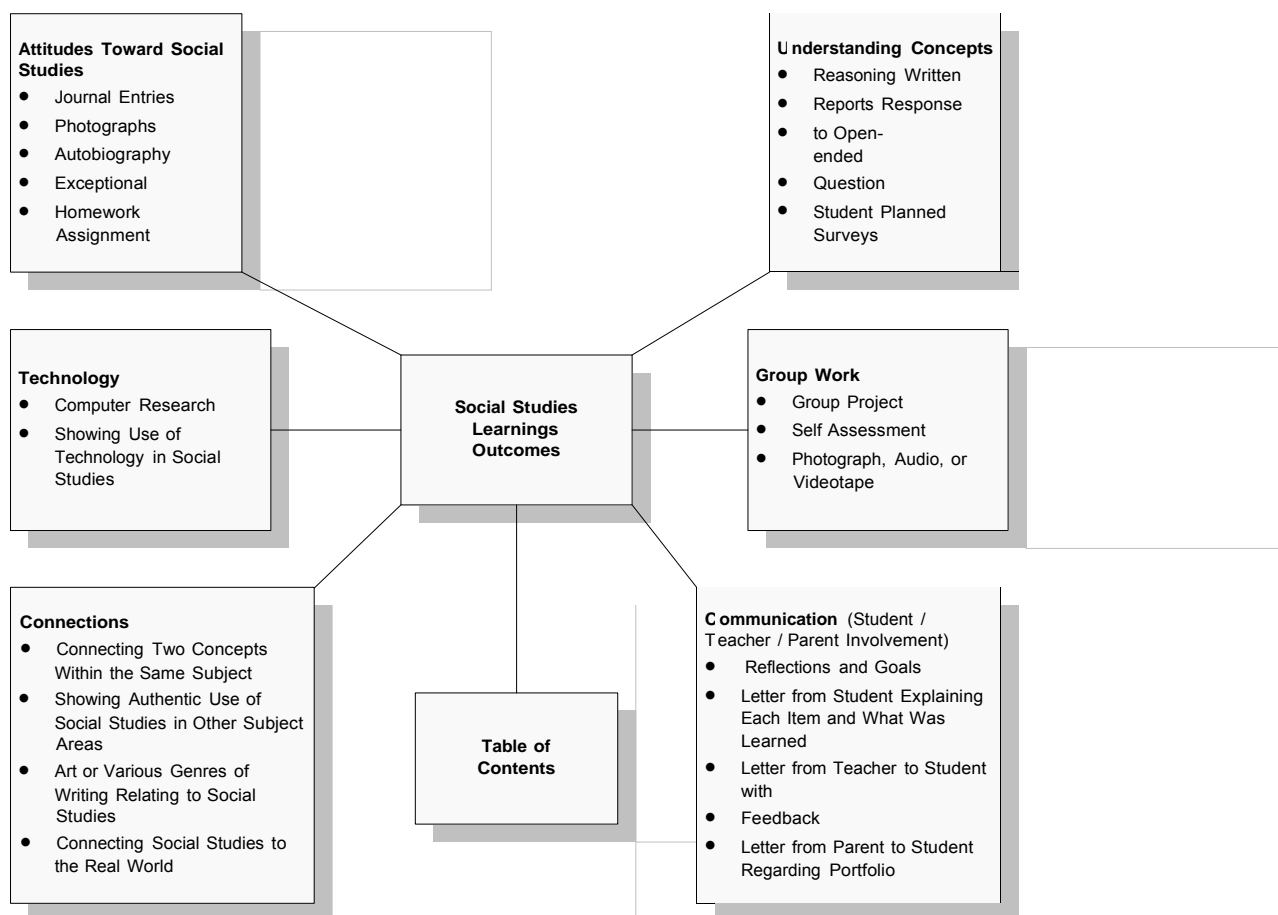 Attitudes Toward Social
Studies
● Journal Entries
● Photographs
● Autobiography
● Exceptional
● Homework
Assignment
Understanding Concepts
● Reasoning Written
● Reports Response
● to Open-
ended
● Question
● Student Planned
Surveys
Technology
● Computer Research
● Showing Use of
Technology in Social
Studies
Social Studies
Learnings
Outcomes
Group Work
● Group Project
● Self Assessment
● Photograph, Audio, or
Videotape
Connections
● Connecting Two Concepts
Within the Same Subject
● Showing Authentic Use of
Social Studies in Other Subject
Areas
● Art or Various Genres of
Writing Relating to Social
Studies
● Connecting Social Studies to
the Real World
Table of
Contents
Communication (Student /
Teacher / Parent Involvement)
● Reflections and Goals
● Letter from Student Explaining
Each Item and What Was
Learned
● Letter from Teacher to Student
with
● Feedback
● Letter from Parent to Student
Regarding Portfolio